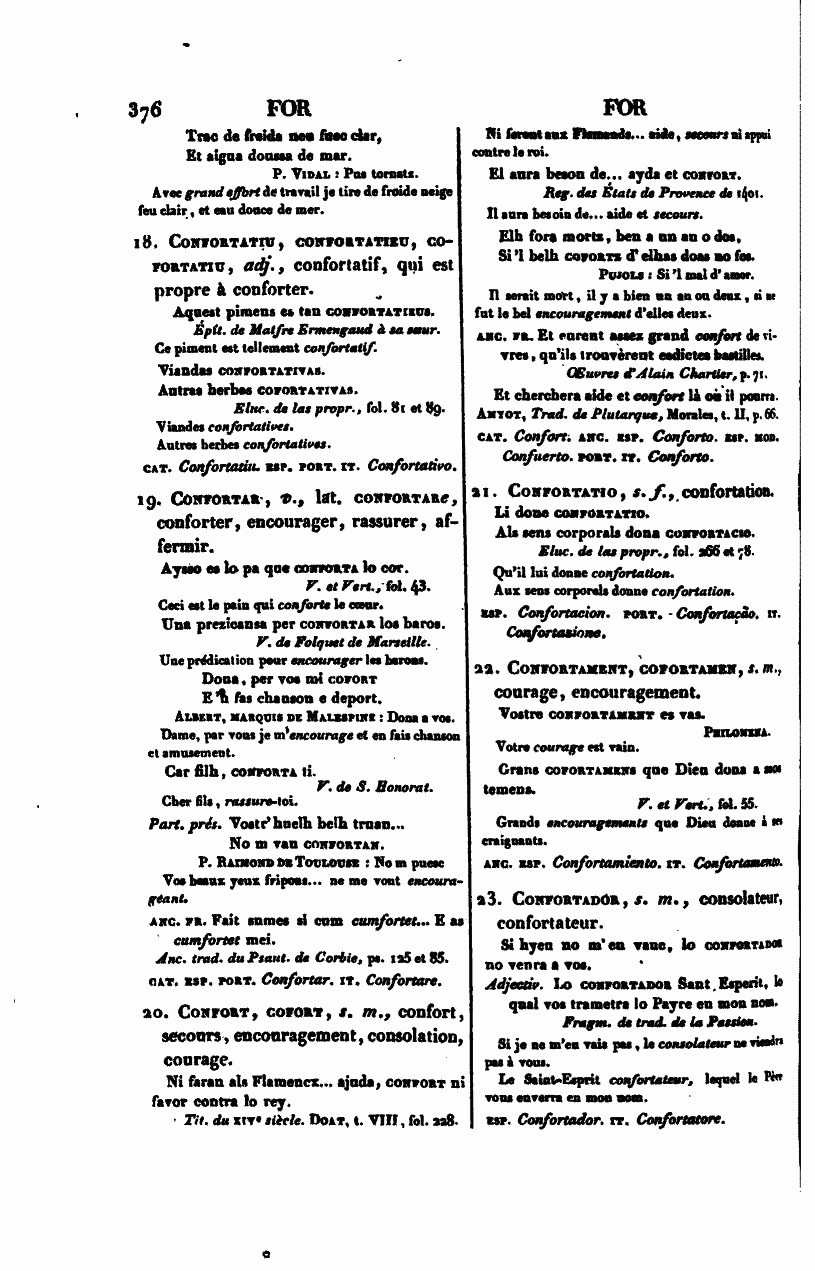 376 FOR FOR
Trac de freida neu fuec clar,
Et aigua doussa de mar.
P. VIDAL : Pus tornatz.
Avec grand effort de travail je tire de froide neige
feu clair, et eau douce de mer.
18. CONFORTATIU, CONFORTATIEU, CO-
FORTATIU, adj., confortatif, qui est
propre à conforter.
Aquest pimens es tan CONFORTATIEUS.
Épît. de Matfre Ermengaud à sa sœur.
Ce piment est tellement confortatif.
Viandas CONFORTATIVAS.
Autras herbas COFORTATIVAS.
Eluc. de las propr., fol. 81 et 89.
Viandes confortatives.
Autres herbes confortatives.
CAT. Confortatiu. ESP. PORT. IT. Confortativo.
19. CONFORTAR, v., lat. CONFORTARe,
conforter, encourager, rassurer, af-
fermir.
Aysso es lo pa que CONFORTA lo cor.
V. et Vert., fol. 43.
Ceci est le pain qui conforte le cœur.
Una prezicansa per CONFORTAR los baros.
V. de Folquet de Marseille.
Une prédication pour encourager les barons.
Dona, per vos mi COFORT
E 'n fas chanson e deport.
ALBERT, MARQUIS DE MALESPINE : Dona a vos.
Dame, par vous je m'encourage et en fais chanson
et amusement.
Car filh, CONFORTA ti.
V. de S. Honorat.
Cher fils, rassure-toi.
Part. prés. Vostr' huelh belh truan...
No m van CONFORTAN.
P. RAIMOND DE TOULOUSE : No m puesc
Vos beaux yeux fripons... ne me vont encoura-
geant.
ANC. FR. Fait sumes si cum cumfortet... E as
cumfortet mei.
Anc. trad. du Psaut. de Corbie, ps. 125 et 85.
CAT. ESP. PORT. Confortar. IT. Confortare.
20. CONFORT, COFORT, s. m., confort,
secours, encouragement, consolation,
courage.
Ni faran als Flamencx... ajuda, CONFORT ni
favor contra lo rey.
Tit. du XIVe siècle. DOAT, t. VIII, fol. 228.
Ni feront aux Flamands... aide, secours ni appui
contre le roi.
El aura beson de... ayda et CONFORT.
Reg. des États de Provence de 1401.
Il aura besoin de... aide et secours.
Elh fora mortz, ben a un an o dos,
Si 'l belh COFORTZ d' elhas doas no fos.
PUJOLS : Si 'l mal d' amor.
Il serait mort, il y a bien un an ou deux, si ne
fut le bel encouragement d'elles deux.
ANC. FR. Et eurent assez grand confort de vi-
vres, qu'ils trouvèrent esdictes bastilles.
Œuvres d'Alain Chartier, p. 71.
Et cherchera aide et confort là où il pourra.
AMYOT, Trad. de Plutarque, Morales, t. II, p. 66.
CAT. Confort. ANC. ESP. Conforto. ESP. MOD.
Confuerto. PORT. IT. Conforto.
21. CONFORTATIO, s. f., confortation.
Li done CONFORTATIO.
Als sens corporals dona CONFORTACIO.
Eluc. de las propr., fol. 266 et 78.
Qu'il lui donne confortation.
Aux sens corporels donne confortation.
ESP. Confortacion. PORT. Confortação. IT.
Confortazione.
22. CONFORTAMENT, COFORTAMEN, s. m.,
courage, encouragement.
Vostre CONFORTAMENT es vas.
PHILOMENA.
Votre courage est vain.
Grans COFORTAMENS que Dieu dona a sos
temens.
V. et Vert., fol. 55.
Grands encouragements que Dieu donne à ses
craignants.
ANC. ESP. Confortamiento. IT. Confortamento.
23. CONFORTADOR, s. m., consolateur,
confortateur.
Si hyeu no m'en vauc, lo CONFORTADOR
no venra a vos.
Adjectiv. Lo CONFORTADOR Sant Esperit, lo
qual vos trametra lo Payre en mon nom.
Fragm. de trad. de la Passion.
Si je ne m'en vais pas, le consolateur ne viendra
pas à vous.
Le Saint-Esprit confortateur, lequel le Père
vous enverra en mon nom.
ESP. Confortador. IT. Confortatore.